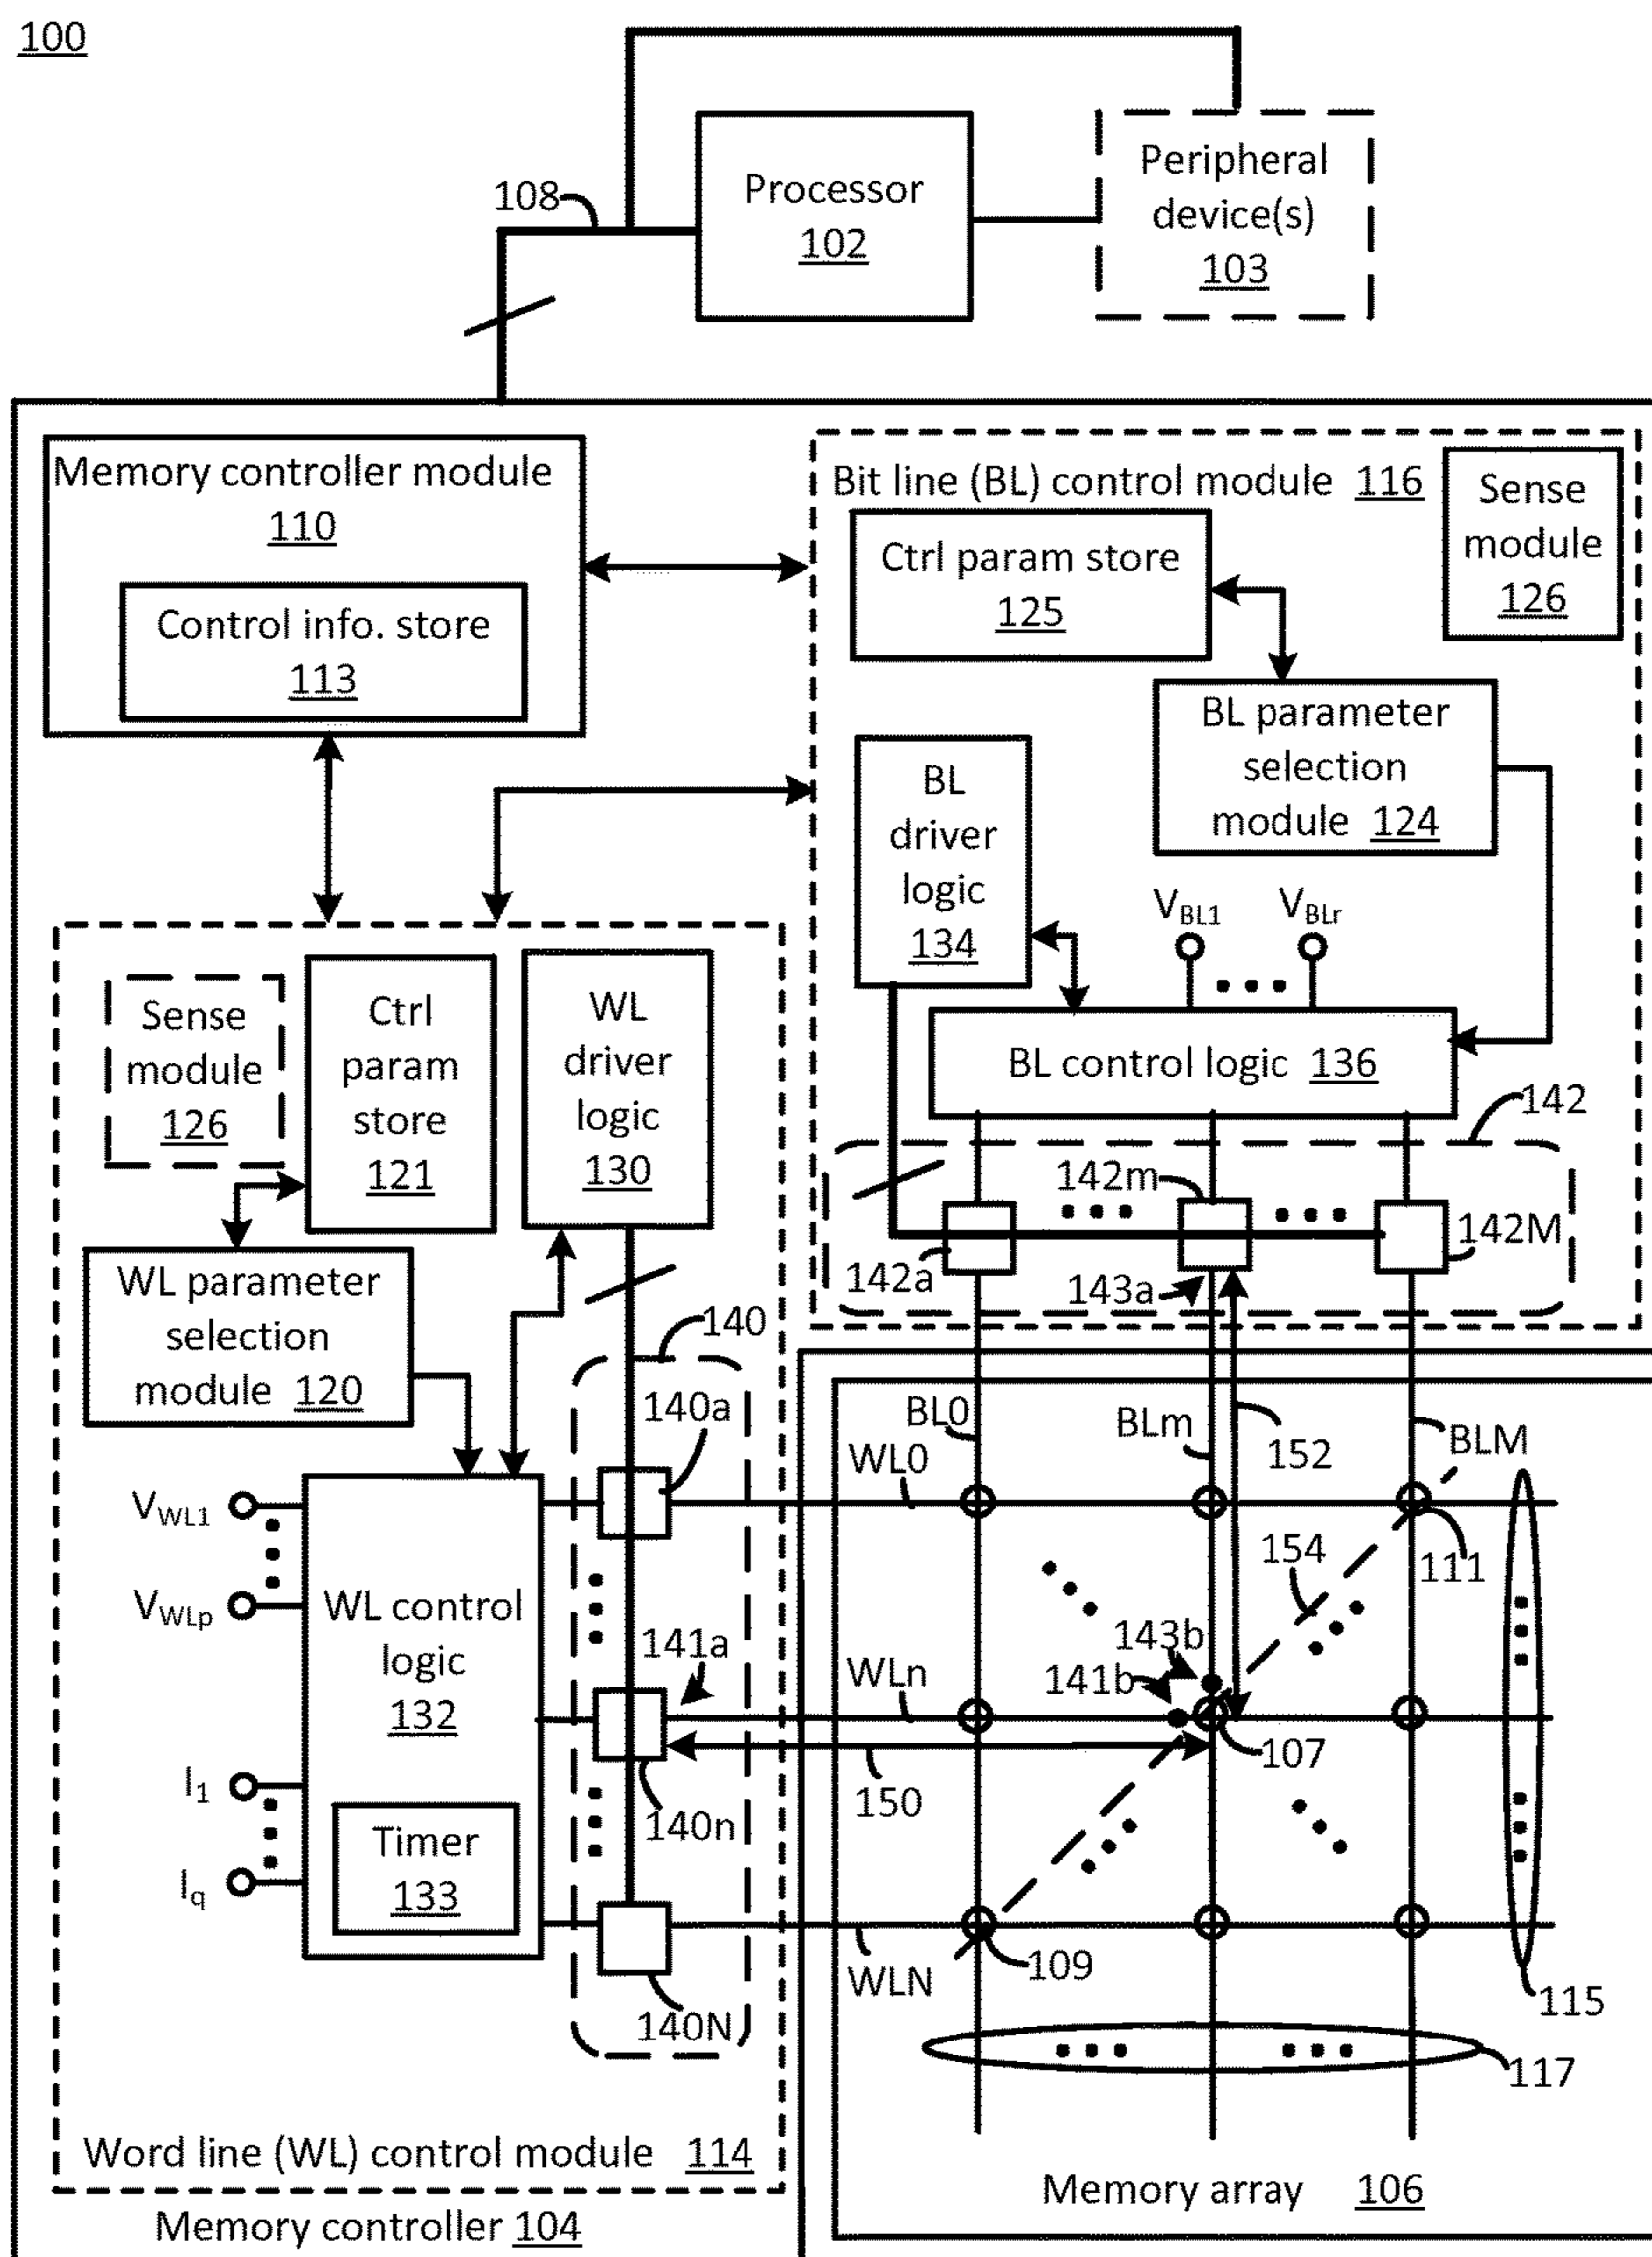 100
Processor
102
Peripheral
device(s)
103
108
Memory controller module
110
Control info. store
113
Bit line (BL) control module 116
Sense
module
126
Ctrl param store
125
BL parameter
selection
module 124
BL
driver
logic
134
VBL1
VBLr
BL control logic 136
142
142m
142a
142M
143a
Sense
module
126
Ctrl
param
store
121
WL
driver
logic
130
WL parameter
selection
module 120
140
140a
VWL1
VWLp
WL control
logic
132
141a
I1
Iq
Timer
133
140n
140N
Word line (WL) control module 114
Memory controller 104
BL0
BLm
BLM
152
WL0
154
111
143b
141b
WLn
107
150
109
WLN
115
117
Memory array 106